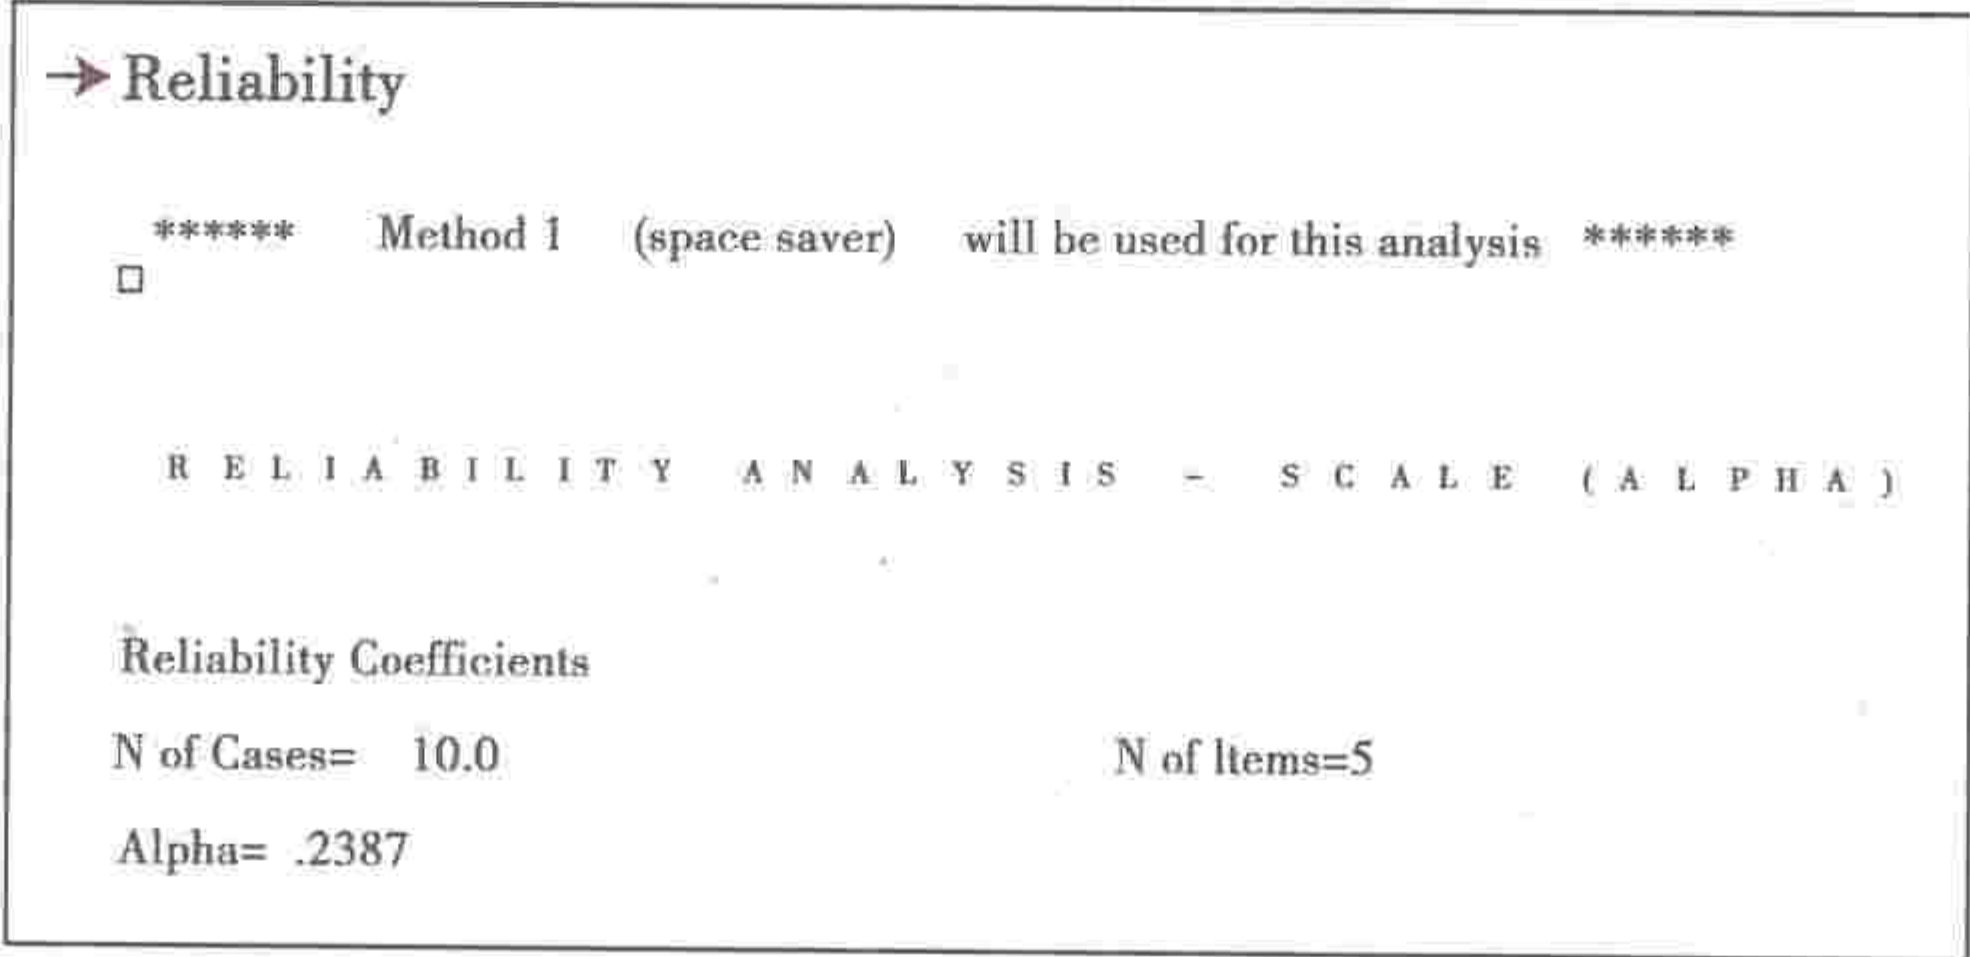 → Reliability
****** Method 1 (space saver) will be used for this analysis ******
□
R E L I A B I L I T Y A N A L Y S I S – S C A L E ( A L P H A )
Reliability Coefficients
N of Cases= 10.0 N of Items=5
Alpha= .2387